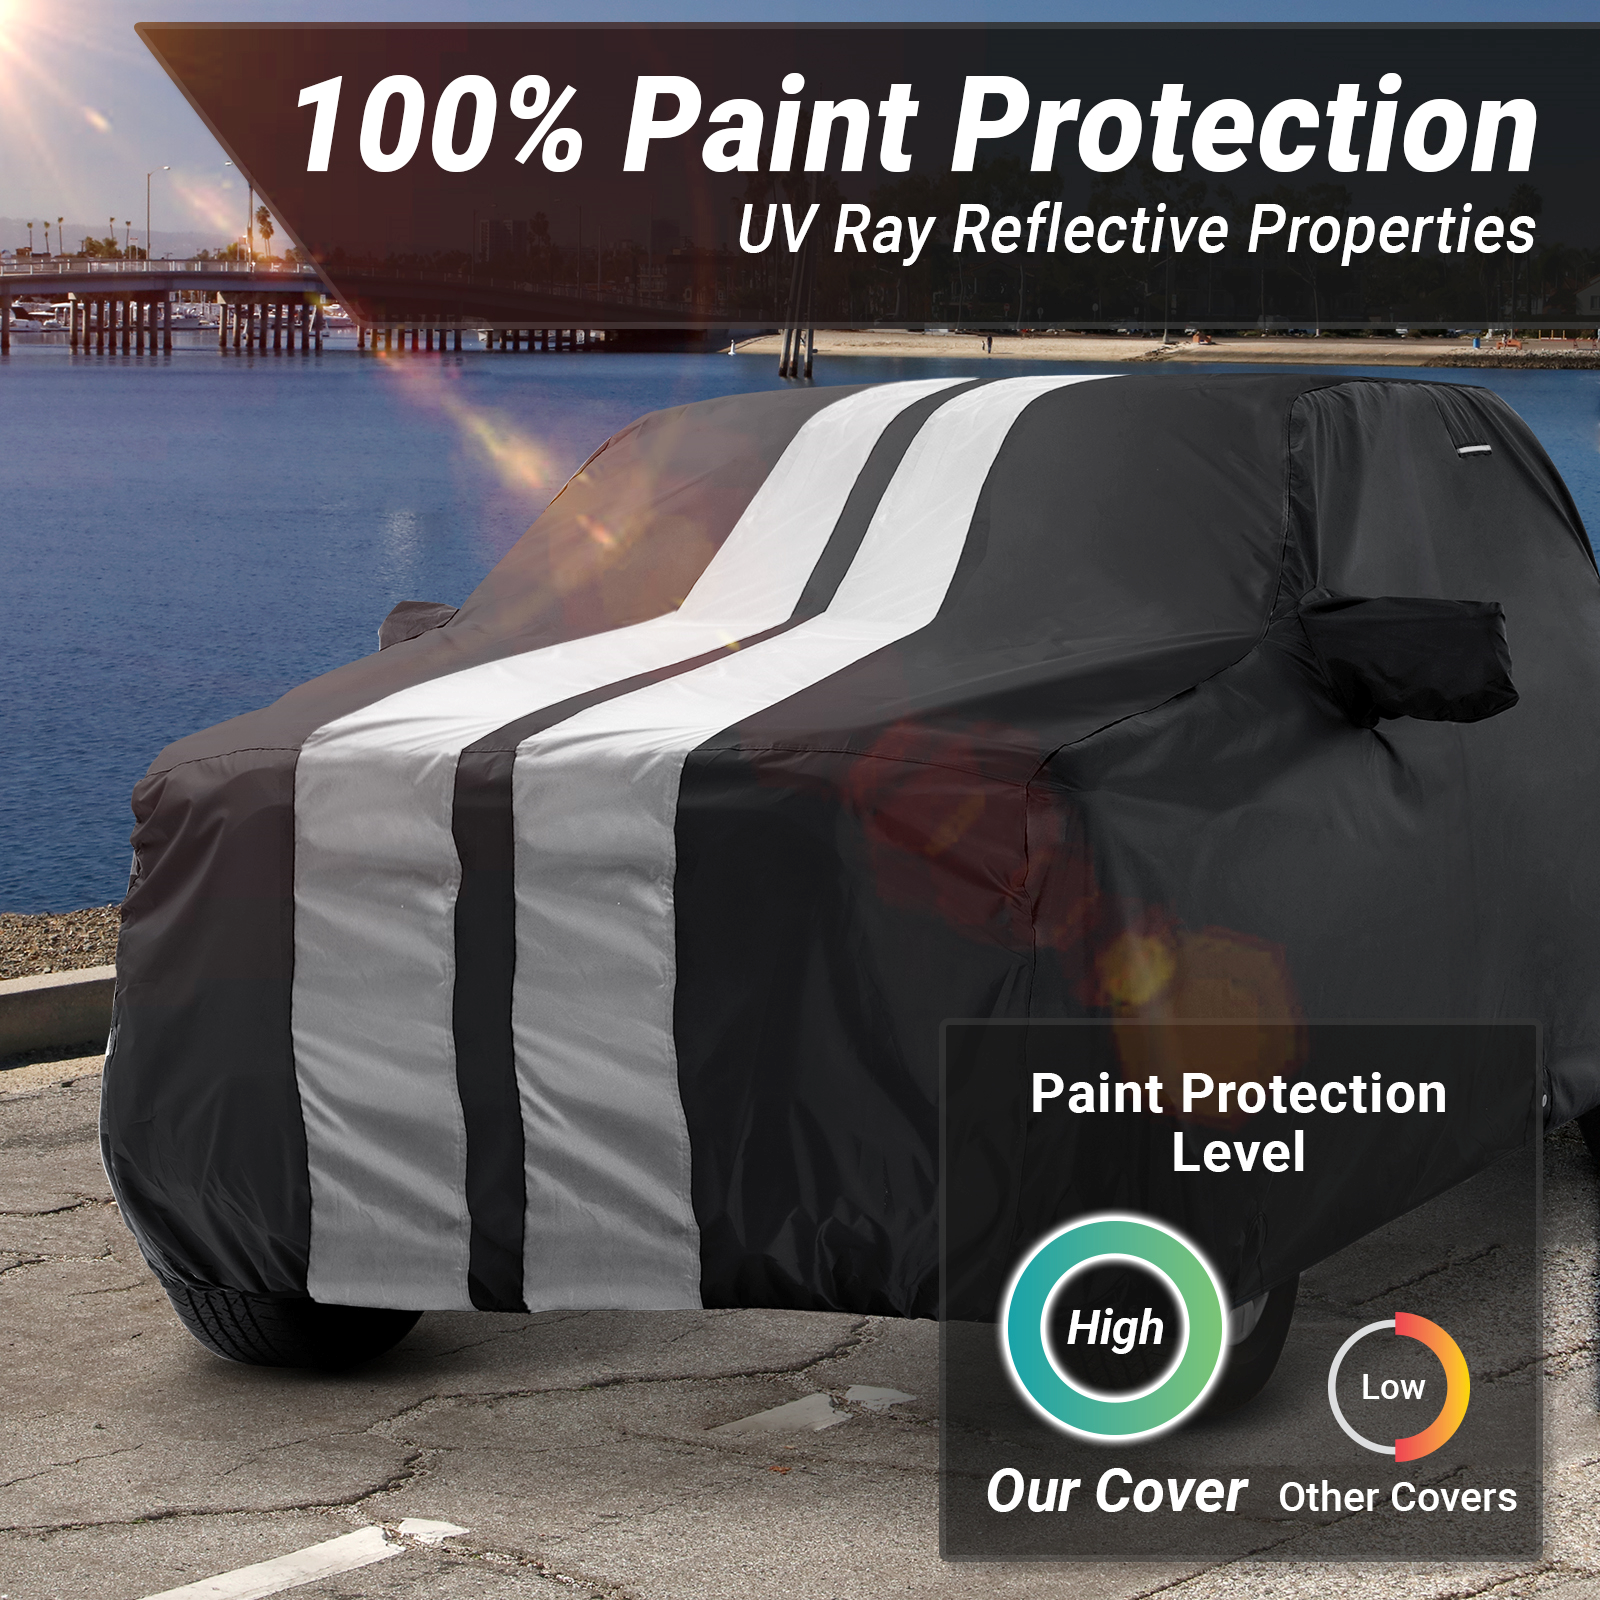 100% Paint Protection
UV Ray Reflective Properties
Paint Protection
Level
High
Low
Our Cover
Other Covers